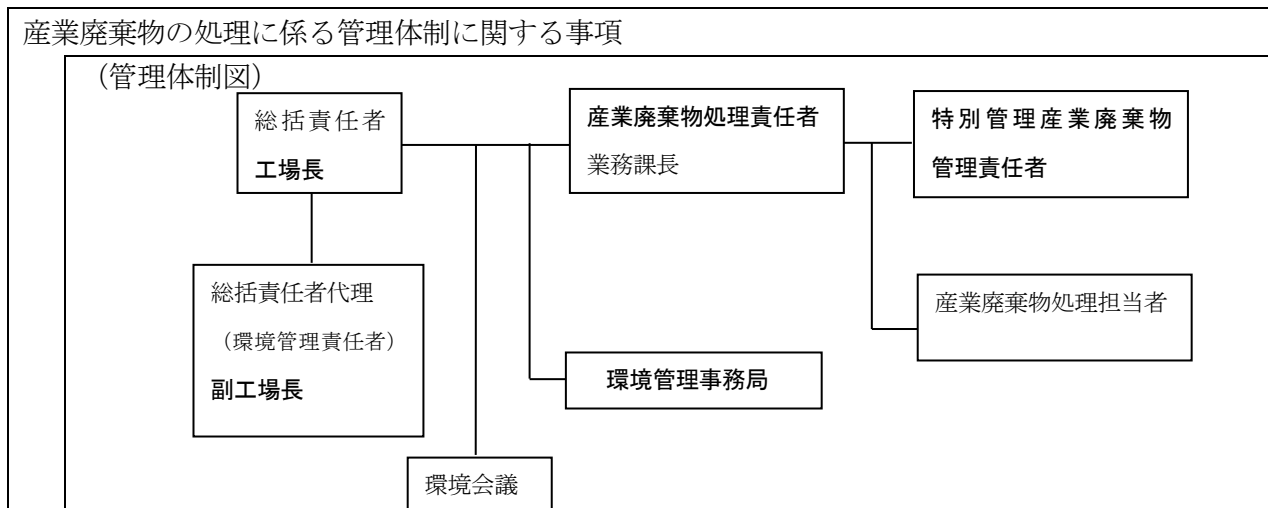 産業廃棄物の処理に係る管理体制に関する事項
（管理体制図）
総括責任者
工場長
産業廃棄物処理責任者
業務課長
特別管理産業廃棄物
管理責任者
総括責任者代理
（環境管理責任者）
副工場長
産業廃棄物処理担当者
環境管理事務局
環境会議